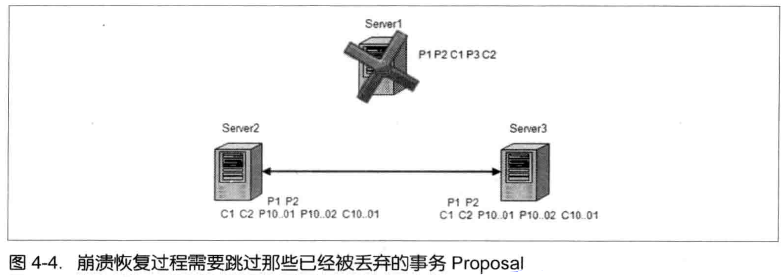 Server1
P1 P2 C1 P3 C2
Server2
Server3
P1 P2
C1 C2 P10..01 P10..02 C10..01
P1 P2
C1 C2 P10..01 P10..02 C10..01
图 4-4. 崩溃恢复过程需要跳过那些已经被丢弃的事务 Proposal